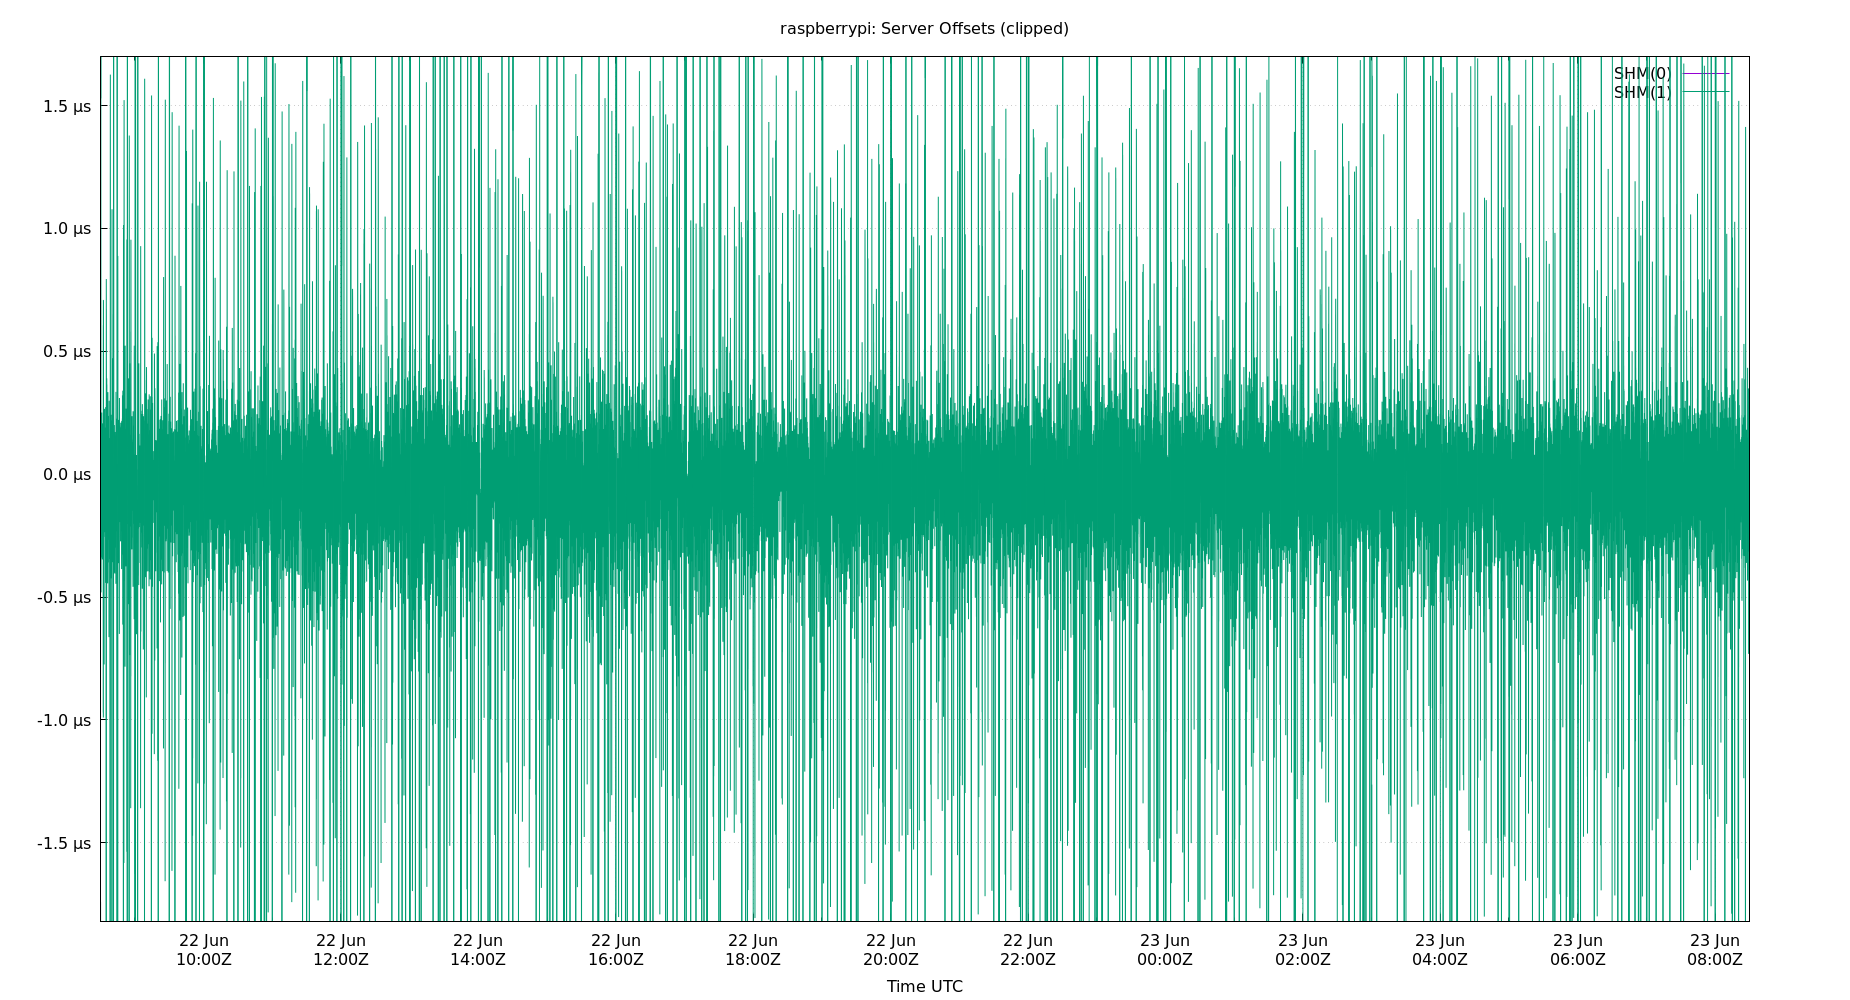 raspberrypi: Server Offsets (clipped)
SHM(0)
SHM(1)
1.5 µs
1.0 µs
0.5 µs
0.0 µs
-0.5 µs
-1.0 µs
-1.5 µs
22 Jun 22 Jun 22 Jun 22 Jun 22 Jun 22 Jun 22 Jun 23 Jun 23 Jun 23 Jun 23 Jun 23 Jun
10:00Z 12:00Z 14:00Z 16:00Z 18:00Z 20:00Z 22:00Z 00:00Z 02:00Z 04:00Z 06:00Z 08:00Z
Time UTC